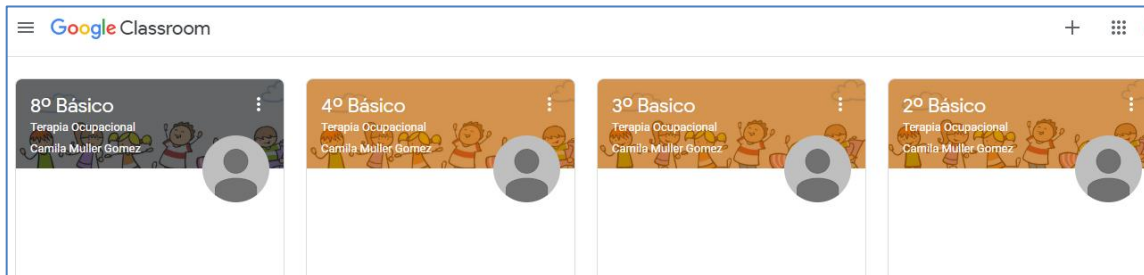 Google Classroom
8º Básico
Terapia Ocupacional
Camila Muller Gomez
4º Básico
Terapia Ocupacional
Camila Muller Gomez
3º Basico
Terapia Ocupacional
Camila Muller Gomez
2º Básico
Terapia Ocupacional
Camila Muller Gomez